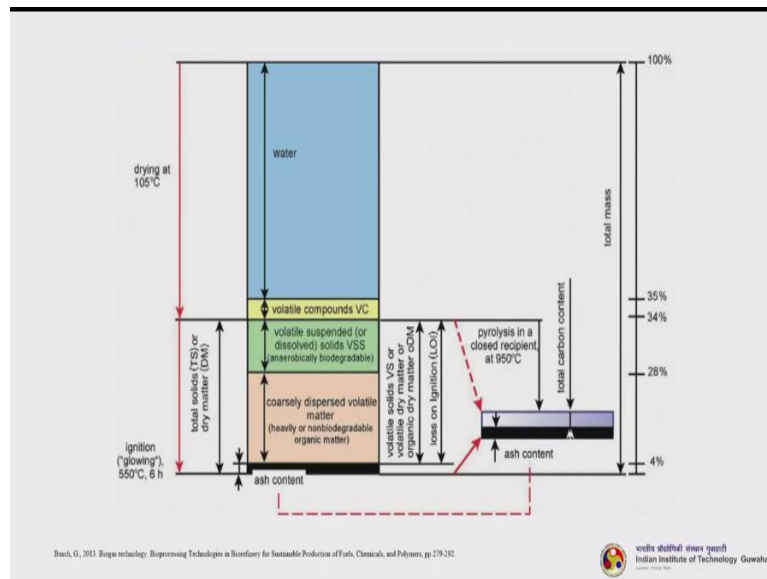 100%
drying at
105°C
water
total mass
35%
volatile compounds VC
34%
total solids (TS) or
dry matter (DM)
volatile suspended (or
dissolved) solids VSS
(anaerobically biodegradable)
volatile solids VS or
volatile dry matter or
organic dry matter oDM
loss on Ignition (LOI)
pyrolysis in a
closed recipient,
at 950°C
total carbon content
28%
coarsely dispersed volatile
matter
(heavily or nonbiodegradable
organic matter)
ignition
("glowing"),
550°C, 6 h
ash content
ash content
4%
Busch, G., 2013. Biogas technology. Bioprocessing Technologies in Biorefinery for Sustainable Production of Fuels, Chemicals, and Polymers, pp.279-292.
भारतीय प्रौद्योगिकी संस्थान गुवाहाटी
Indian Institute of Technology Guwaha